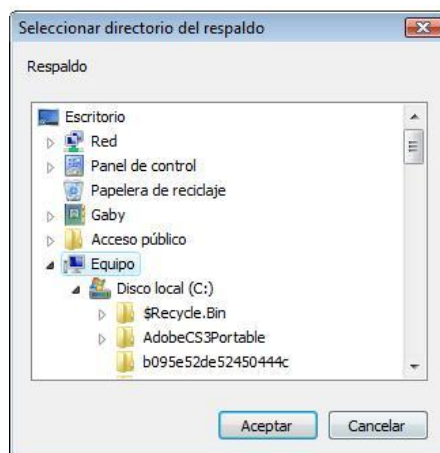 Seleccionar directorio del respaldo
Respaldo
Escritorio
Red
Panel de control
Papelera de reciclaje
Gaby
Acceso público
Equipo
Disco local (C:)
$Recycle.Bin
AdobeCS3Portable
b095e52de52450444c
Aceptar
Cancelar